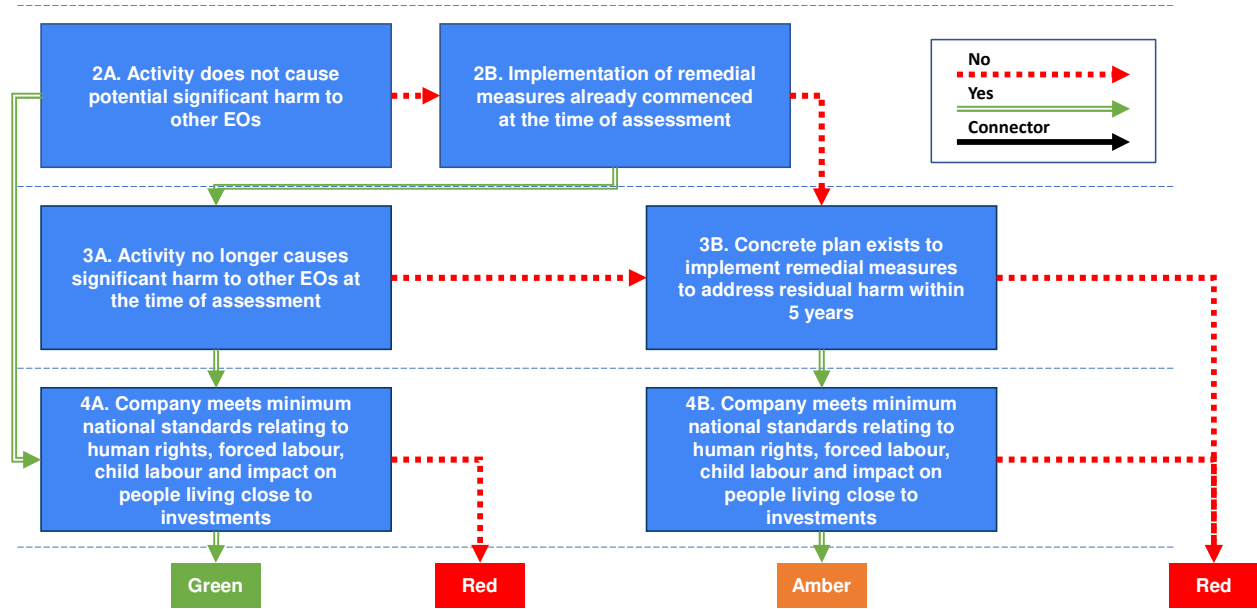 2A. Activity does not cause
potential significant harm to
other EOs
2B. Implementation of remedial
measures already commenced
at the time of assessment
No
Yes
Connector
3A. Activity no longer causes
significant harm to other EOs at
the time of assessment
3B. Concrete plan exists to
implement remedial measures
to address residual harm within
5 years
4A. Company meets minimum
national standards relating to
human rights, forced labour,
child labour and impact on
people living close to
investments
4B. Company meets minimum
national standards relating to
human rights, forced labour,
child labour and impact on
people living close to
investments
Green
Red
Amber
Red